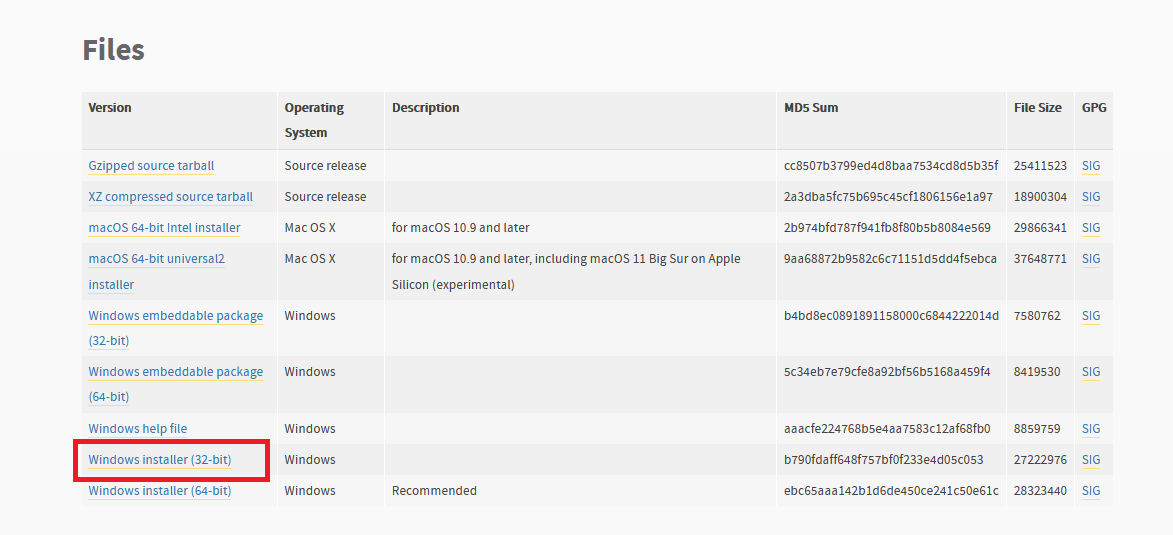 Files
Version Operating System Description MD5 Sum File Size GPG
Gzipped source tarball Source release cc8507b3799ed4d8baa7534cd8d5b35f 25411523 SIG
XZ compressed source tarball Source release 2a3dba5fc75b695c45cf1806156e1a97 18900304 SIG
macOS 64-bit Intel installer Mac OS X for macOS 10.9 and later 2b974bfd787f941fb8f80b5b8084e569 29866341 SIG
macOS 64-bit universal2 Mac OS X for macOS 10.9 and later, including macOS 11 Big Sur on Apple 9aa68872b9582c6c71151d5dd4f5ebca 37648771 SIG
installer Silicon (experimental)
Windows embeddable package Windows b4bd8ec0891891158000c6844222014d 7580762 SIG
(32-bit)
Windows embeddable package Windows 5c34eb7e79cfe8a92bf56b5168a459f4 8419530 SIG
(64-bit)
Windows help file Windows aaacfe224768b5e4aa7583c12af68fb0 8859759 SIG
Windows installer (32-bit) Windows b790fdaff648f757bf0f233e4d05c053 27222976 SIG
Windows installer (64-bit) Windows Recommended ebc65aaa142b1d6de450ce241c50e61c 28323440 SIG